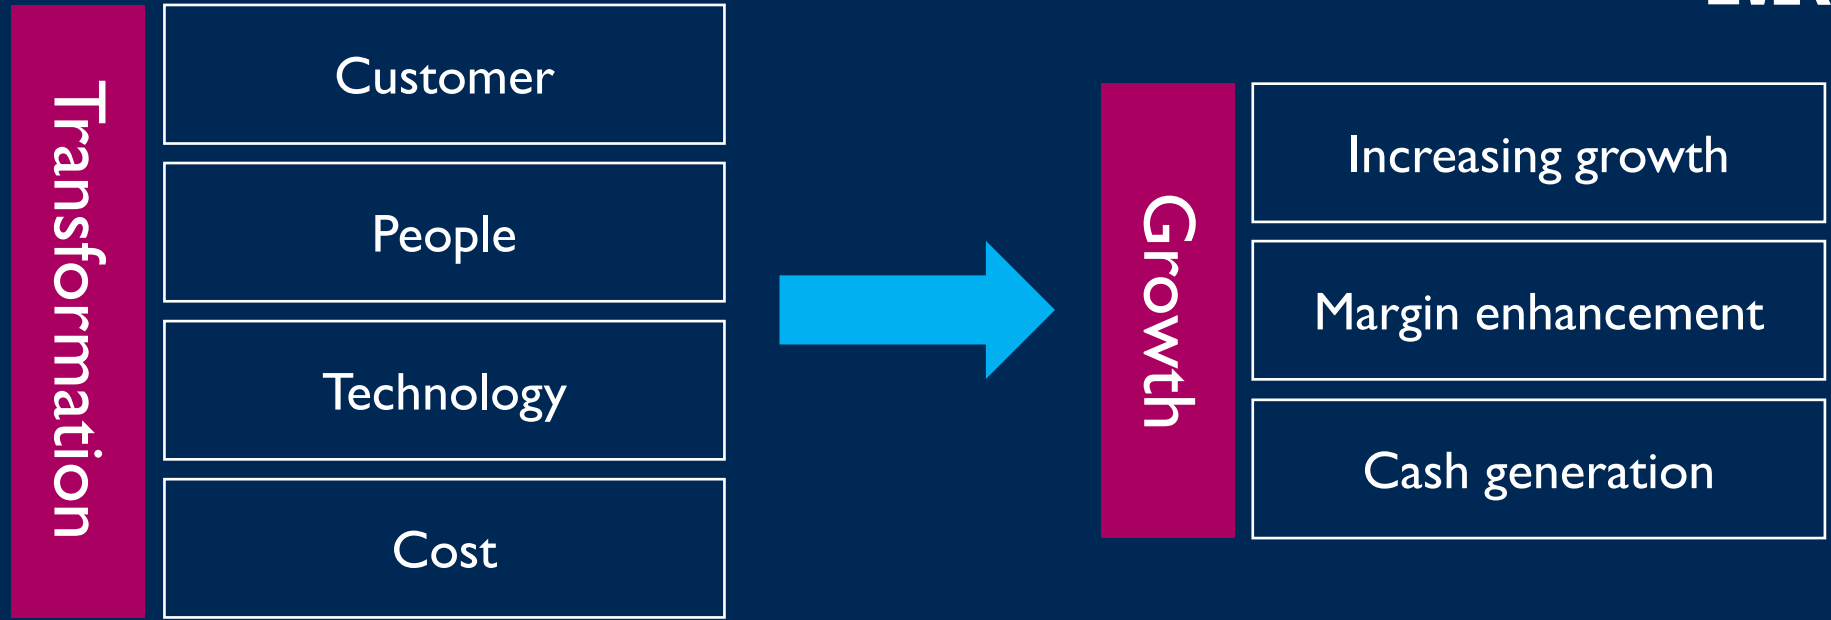 Transformation
Customer
People
Technology
Cost
Growth
Increasing growth
Margin enhancement
Cash generation